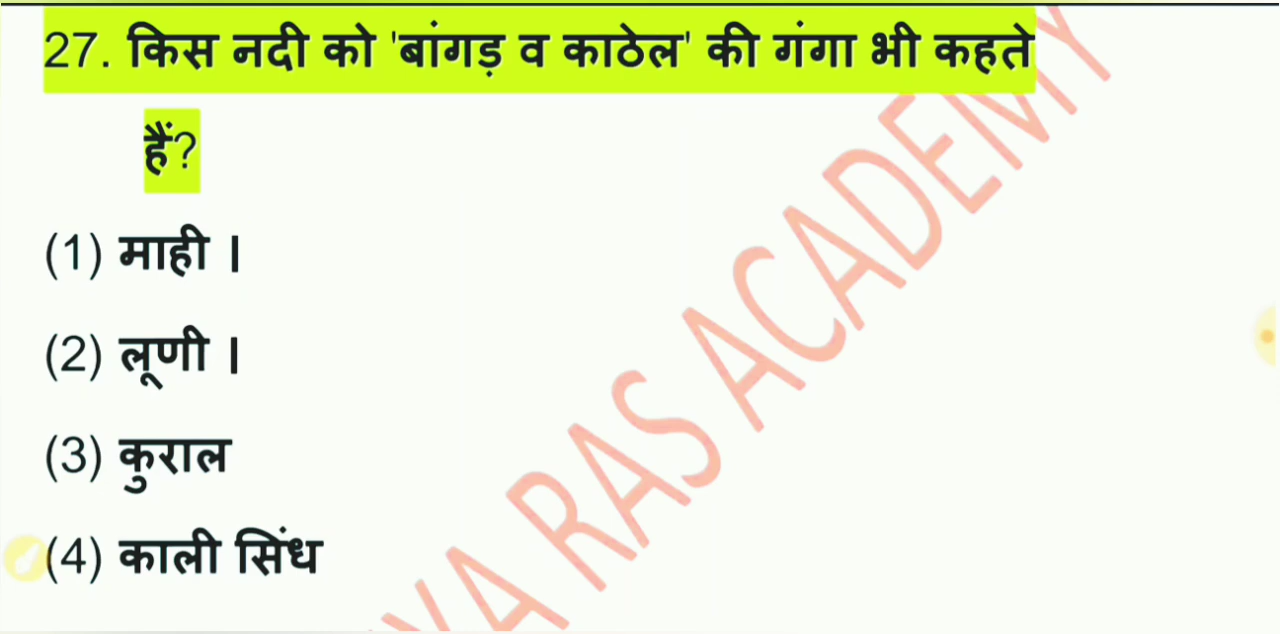 27. किस नदी को 'बांगड़ व काठेल' की गंगा भी कहते
हैं?
(1) माही ।
(2) लूणी ।
(3) कुराल
(4) काली सिंध
YA RAS ACADEMY